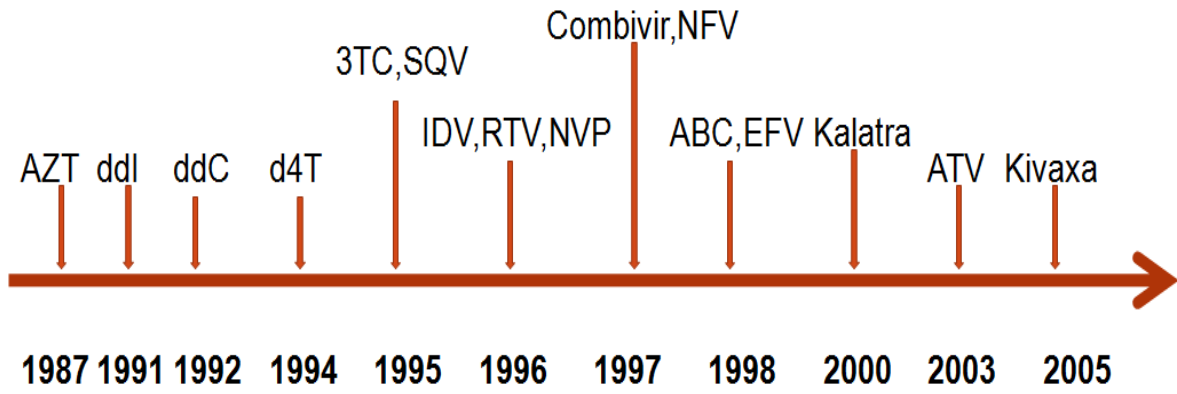 Combivir,NFV
3TC,SQV
IDV,RTV,NVP
ABC,EFV Kalatra
AZT ddI ddC d4T
ATV Kivaxa
1987 1991 1992 1994 1995 1996 1997 1998 2000 2003 2005